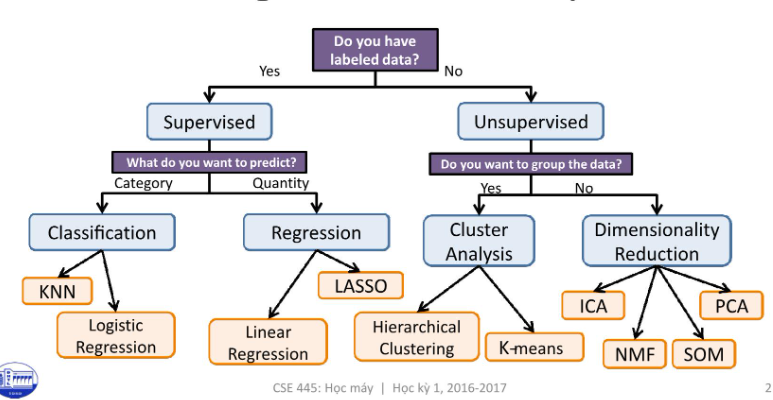 Do you have
labeled data?
Yes
No
Supervised
Unsupervised
What do you want to predict?
Do you want to group the data?
Category
Quantity
Yes
No
Classification
Regression
Cluster
Analysis
Dimensionality
Reduction
KNN
LASSO
ICA
PCA
Logistic
Regression
Linear
Regression
Hierarchical
Clustering
K-means
NMF
SOM
CSE 445: Học máy | Học kỳ 1, 2016-2017
2